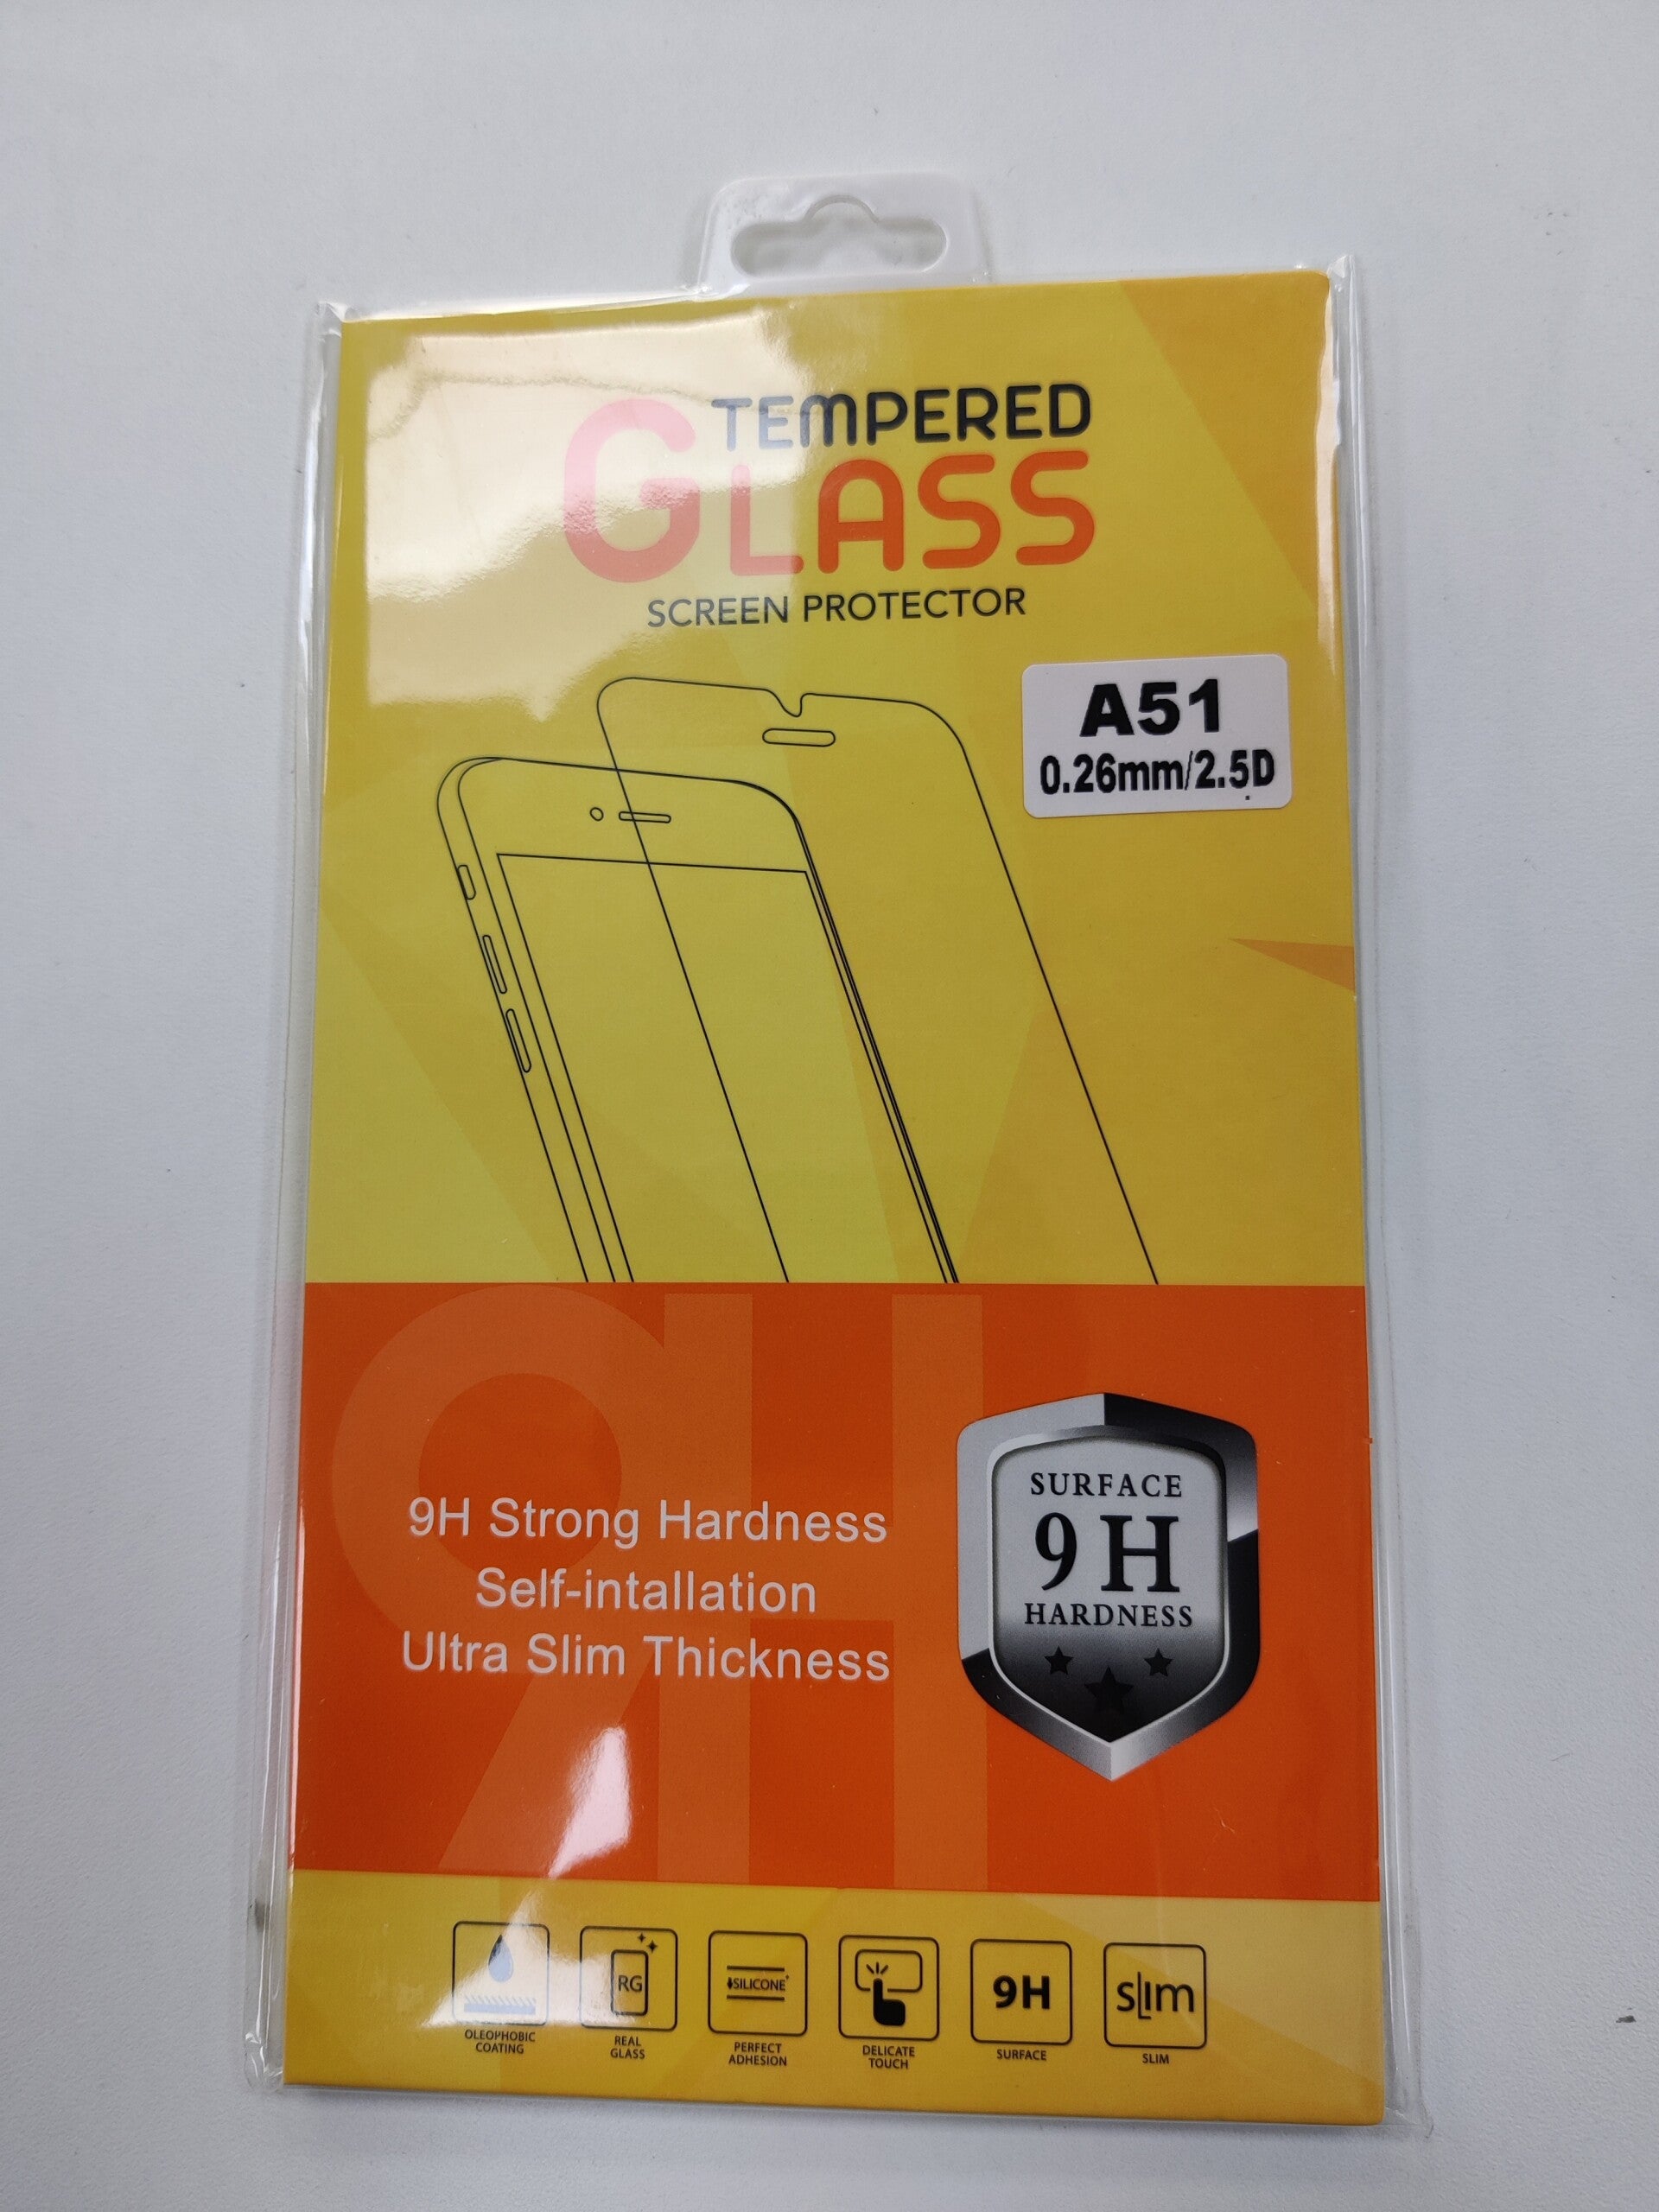 TEMPERED
GLASS
SCREEN PROTECTOR
A51
0.26mm/2.5D
9H Strong Hardness
Self-intallation
Ultra Slim Thickness
SURFACE
9H
HARDNESS
RG
SILICONE
9H
SLIM
OLEOPHOBIC
COATING
REAL
GLASS
PERFECT
ADHESION
DELICATE
TOUCH
SURFACE
SLIM